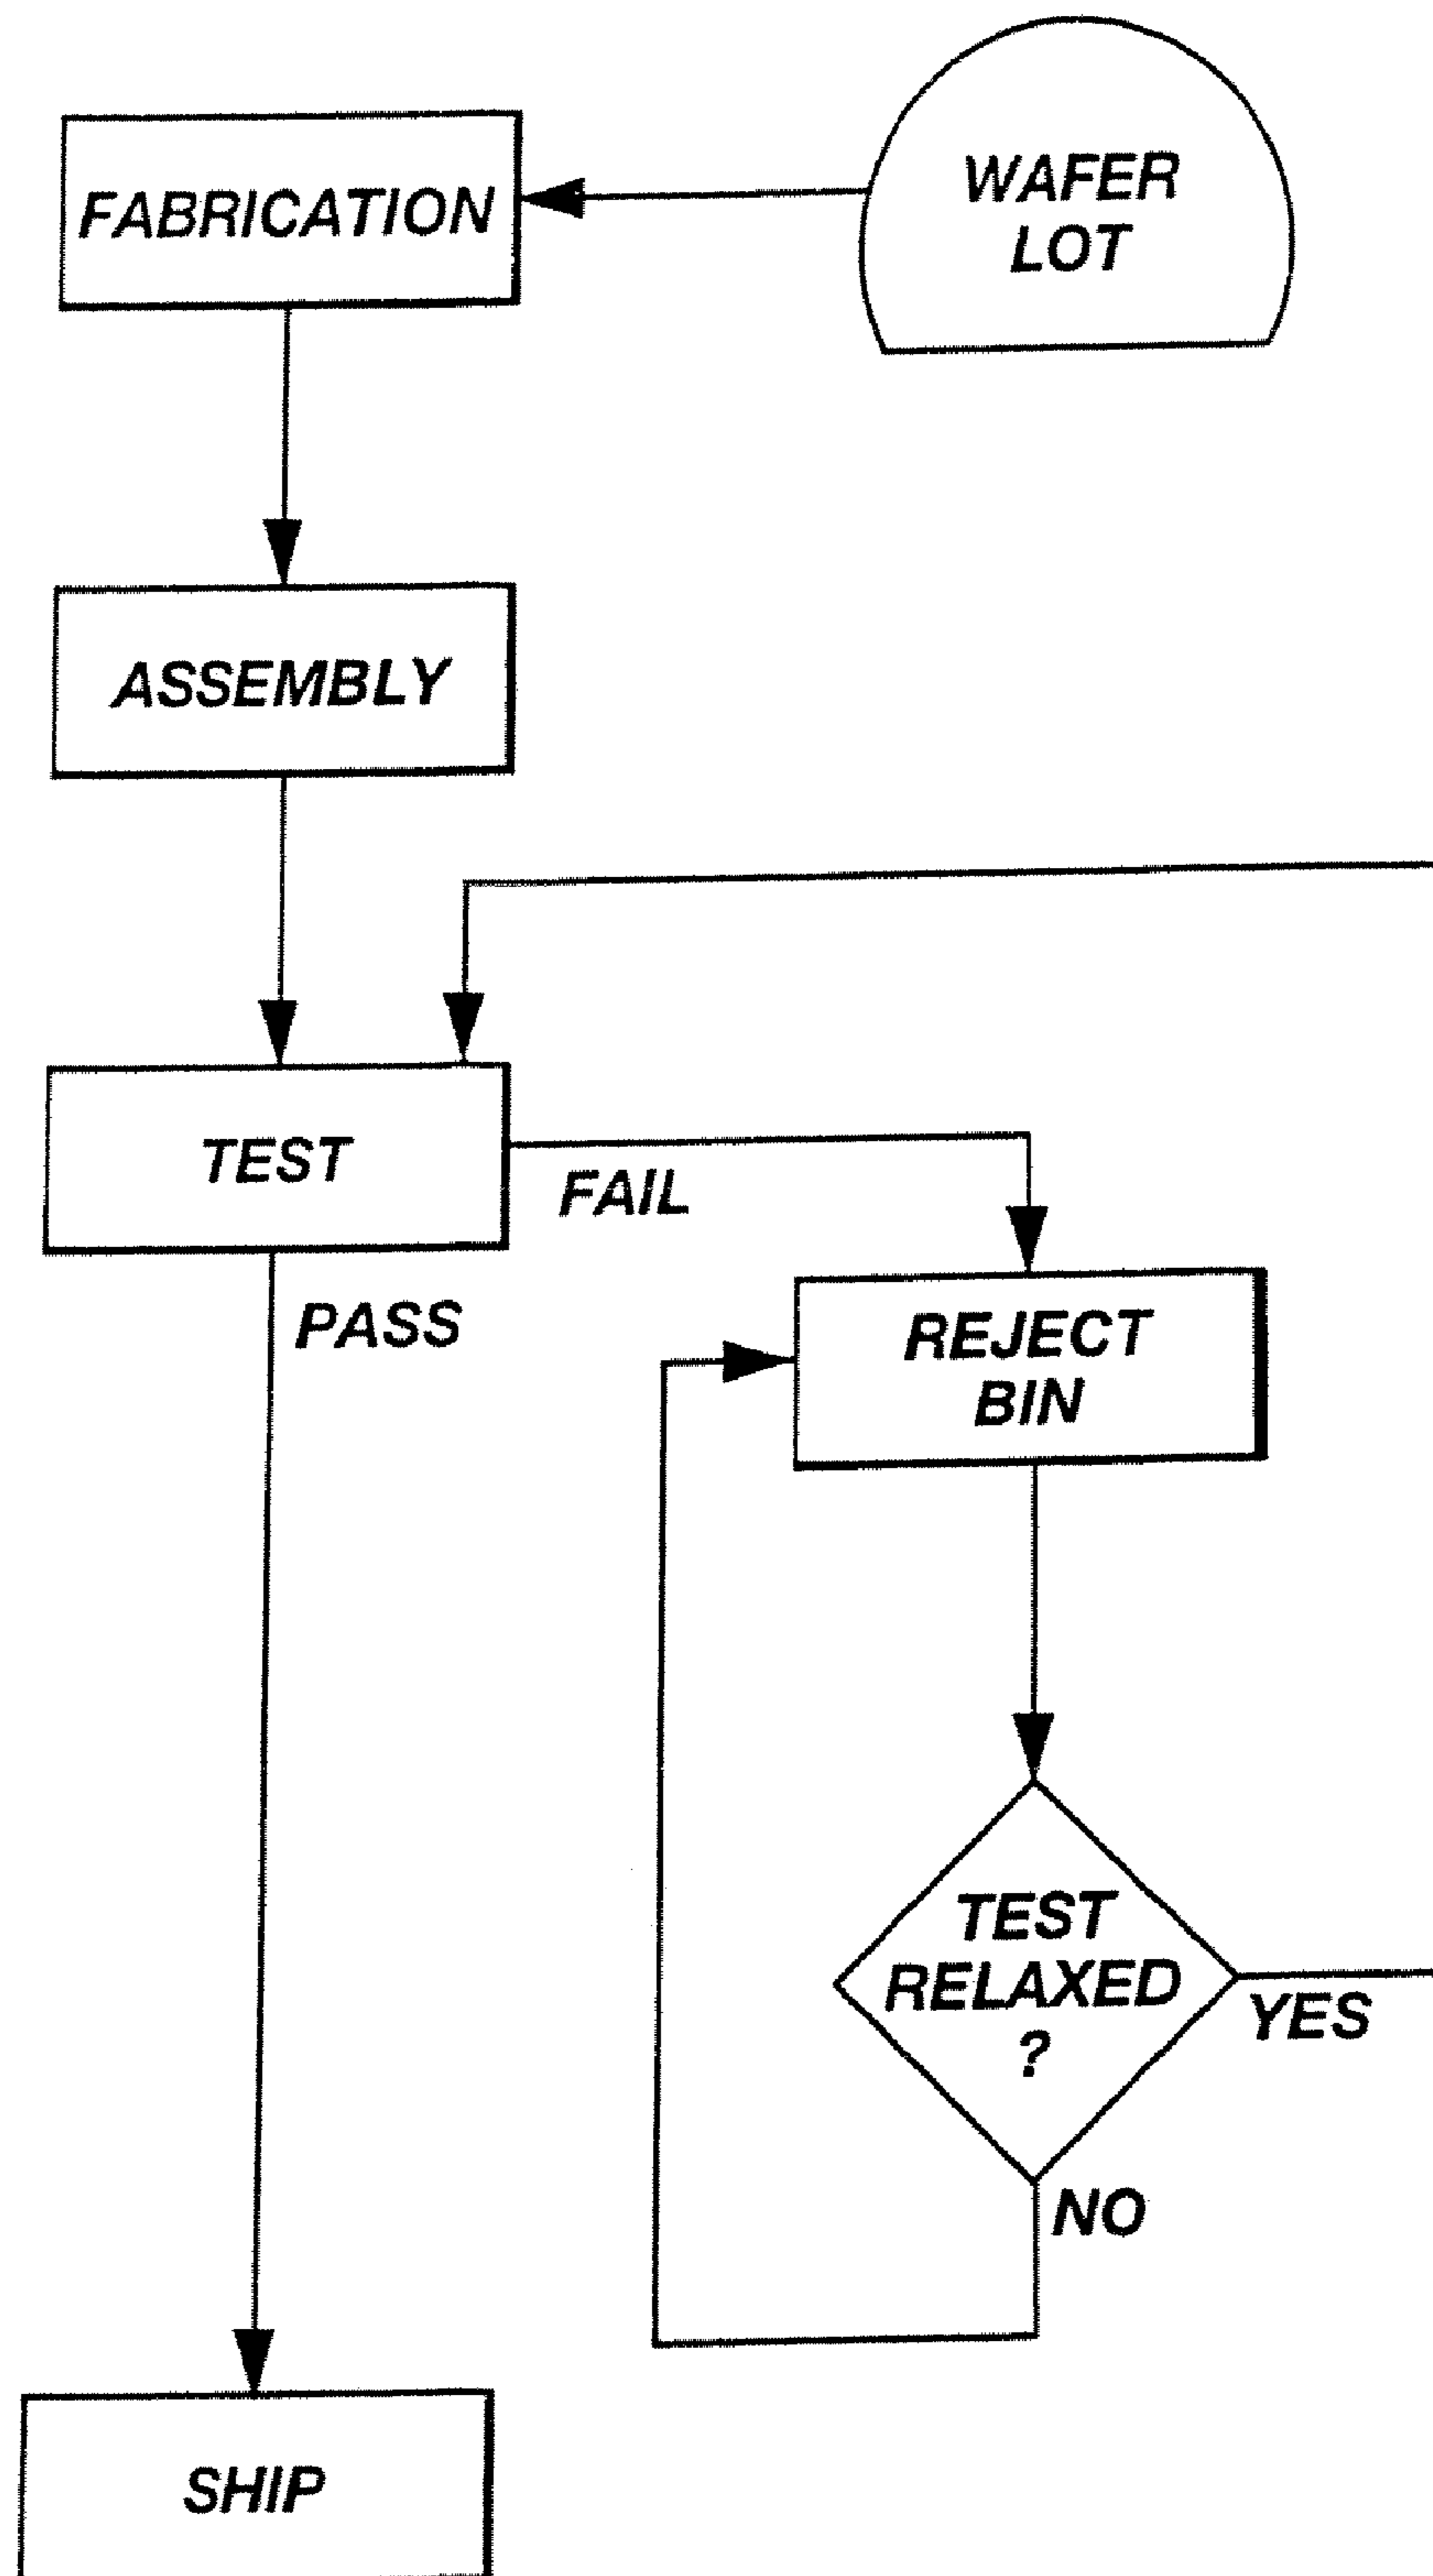 FABRICATION
WAFER
LOT
ASSEMBLY
TEST
FAIL
PASS
REJECT
BIN
TEST
RELAXED
?
YES
NO
SHIP